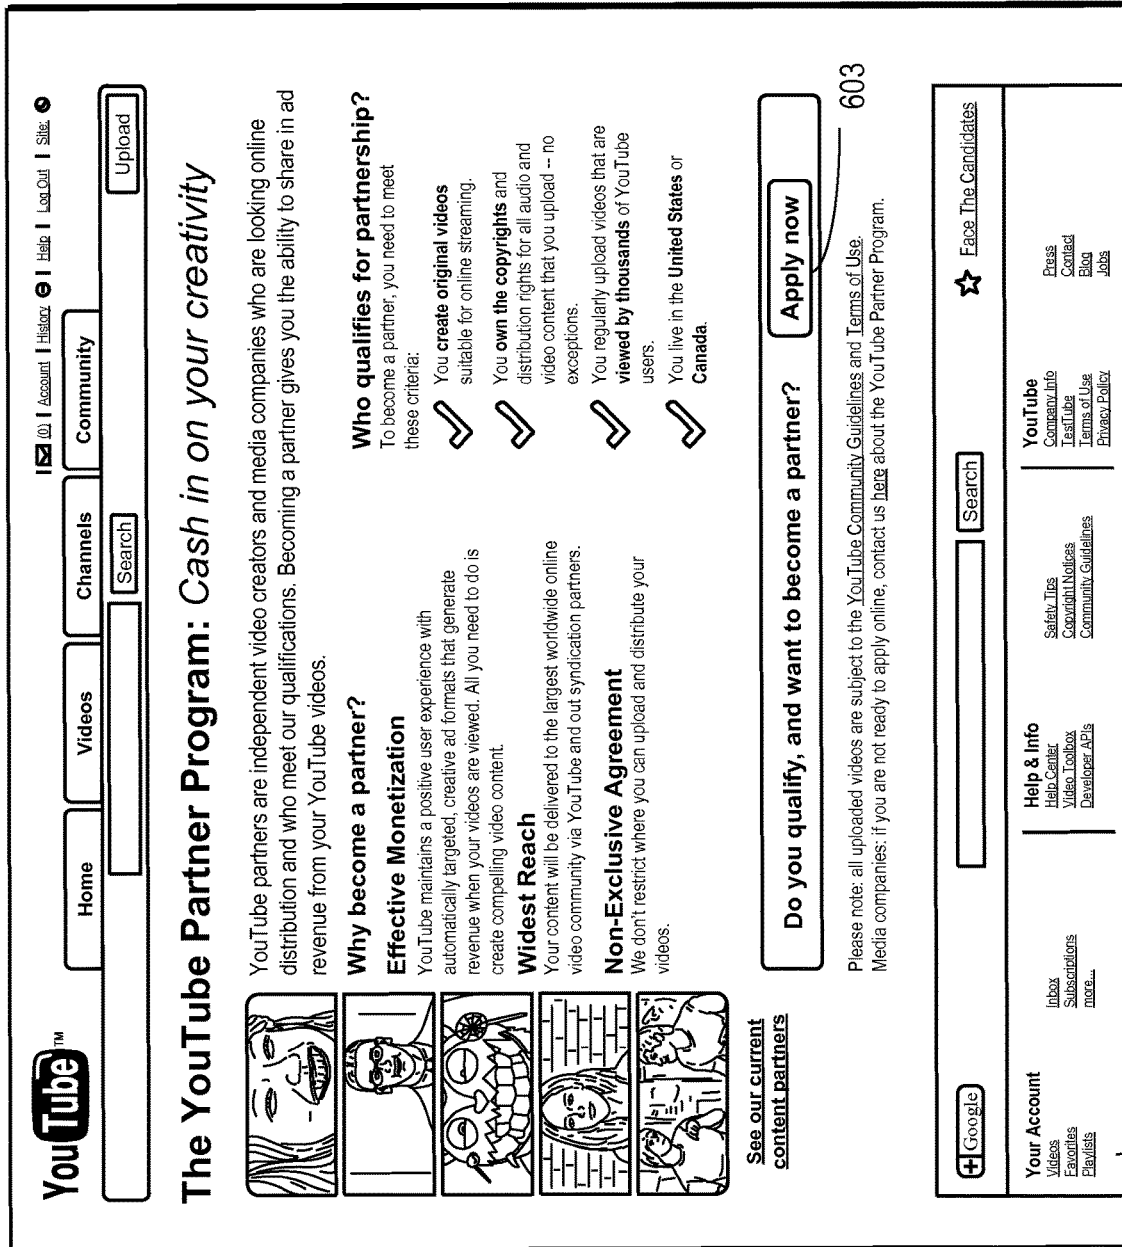 YouTube™
(0) | Account | History | Help | Log Out | Site:
Home Videos Channels Community
Search Upload
The YouTube Partner Program: Cash in on your creativity
YouTube partners are independent video creators and media companies who are looking online
distribution and who meet our qualifications. Becoming a partner gives you the ability to share in ad
revenue from your YouTube videos.
Why become a partner?
Effective Monetization
YouTube maintains a positive user experience with
automatically targeted, creative ad formats that generate
revenue when your videos are viewed. All you need to do is
create compelling video content.
Widest Reach
Your content will be delivered to the largest worldwide online
video community via YouTube and out syndication partners.
Non-Exclusive Agreement
We don't restrict where you can upload and distribute your
videos.
Who qualifies for partnership?
To become a partner, you need to meet
these criteria:
You create original videos
suitable for online streaming.
You own the copyrights and
distribution rights for all audio and
video content that you upload -- no
exceptions.
You regularly upload videos that are
viewed by thousands of YouTube
users.
You live in the United States or
Canada.
See our current
content partners
Do you qualify, and want to become a partner? Apply now
603
Please note: all uploaded videos are subject to the YouTube Community Guidelines and Terms of Use.
Media companies: if you are not ready to apply online, contact us here about the YouTube Partner Program.
Google Search Face The Candidates
Your Account
Videos
Favorites
Playlists
Inbox
Subscriptions
more...
Help & Info
Help Center
Video Toolbox
Developer APIs
Safety Tips
Copyright Notices
Community Guidelines
YouTube
Company Info
TestTube
Terms of Use
Privacy Policy
Press
Contact
Blog
Jobs